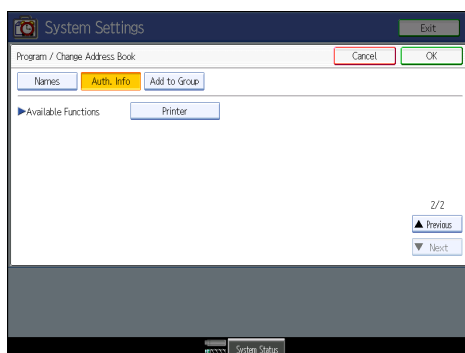 System Settings
Exit
Program / Change Address Book
Cancel
OK
Names
Auth. Info
Add to Group
►Available Functions
Printer
2/2
▲ Previous
▼ Next
System Status